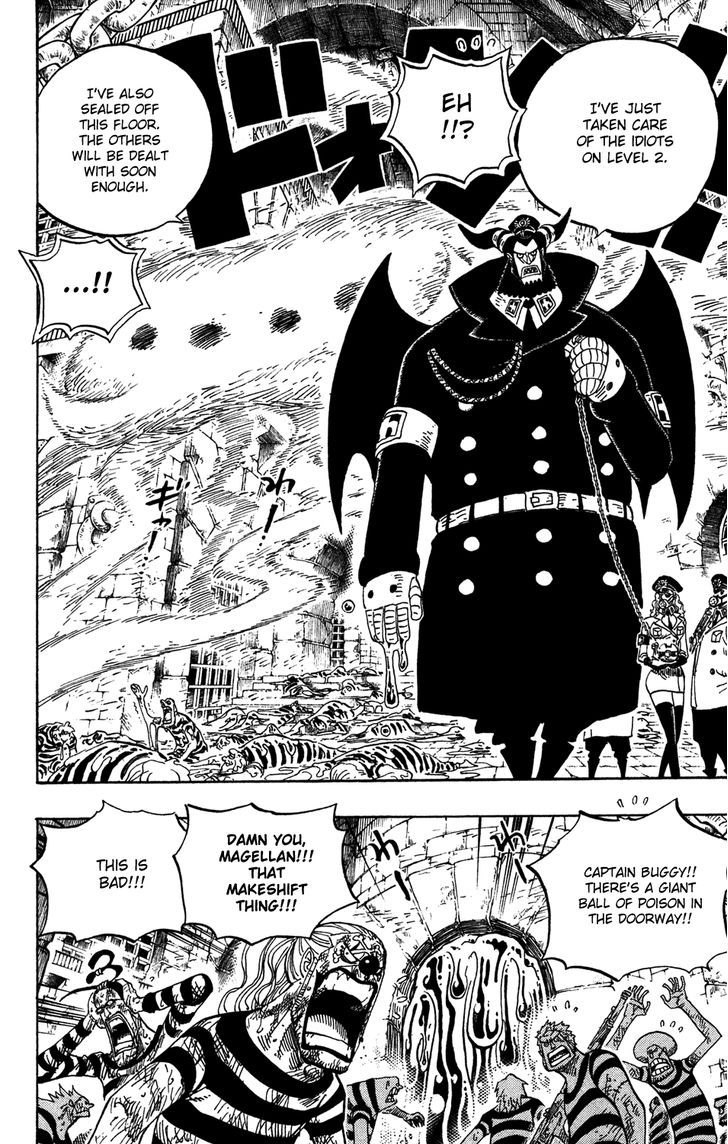 I'VE JUST
TAKEN CARE
OF THE IDIOTS
ON LEVEL 2.
EH
!!?
I'VE ALSO
SEALED OFF
THIS FLOOR.
THE OTHERS
WILL BE DEALT
WITH SOON
ENOUGH.
...!!
ドォ
CAPTAIN BUGGY!!
THERE'S A GIANT
BALL OF POISON IN
THE DOORWAY!!
DAMN YOU,
MAGELLAN!!!
THAT
MAKESHIFT
THING!!!
THIS IS
BAD!!!